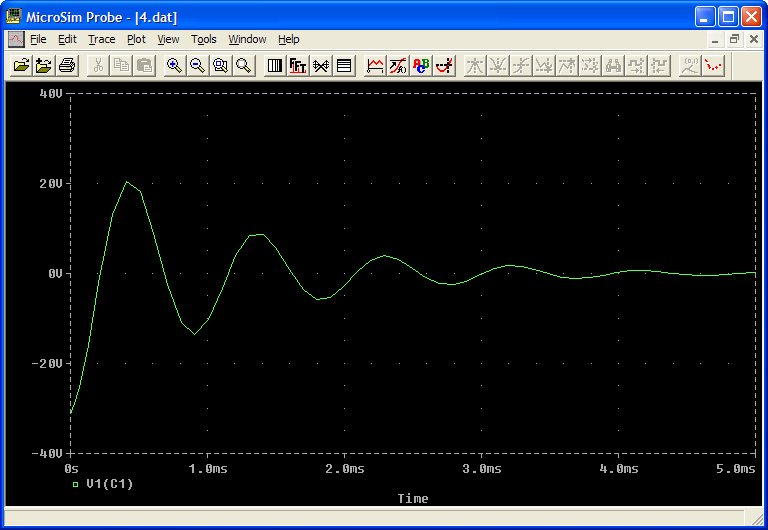 MicroSim Probe - [4.dat]
File Edit Trace Plot View Tools Window Help
40V
20V
0V
-20V
-40V
0s 1.0ms 2.0ms 3.0ms 4.0ms 5.0ms
V1(C1)
Time